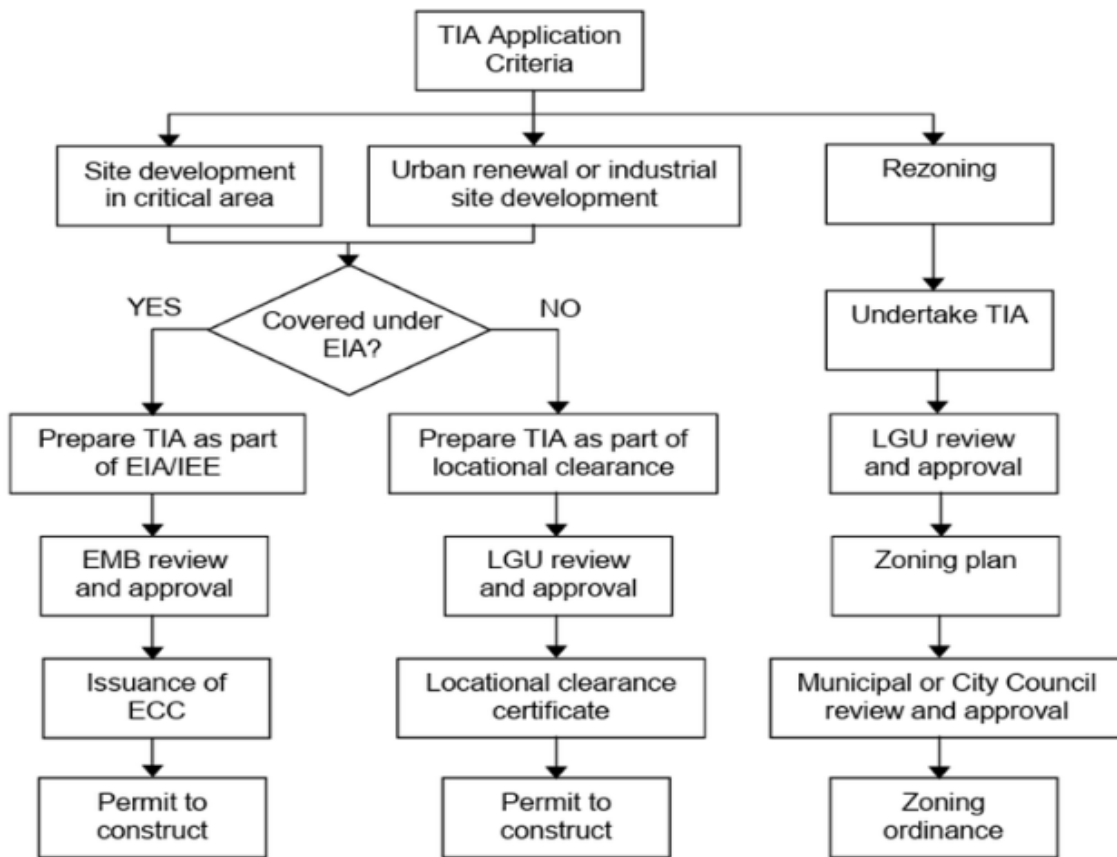 TIA Application
Criteria
Site development
in critical area
Urban renewal or industrial
site development
Rezoning
YES
Covered under
EIA?
NO
Undertake TIA
Prepare TIA as part
of EIA/IEE
Prepare TIA as part of
locational clearance
LGU review
and approval
EMB review
and approval
LGU review
and approval
Zoning plan
Issuance of
ECC
Locational clearance
certificate
Municipal or City Council
review and approval
Permit to
construct
Permit to
construct
Zoning
ordinance